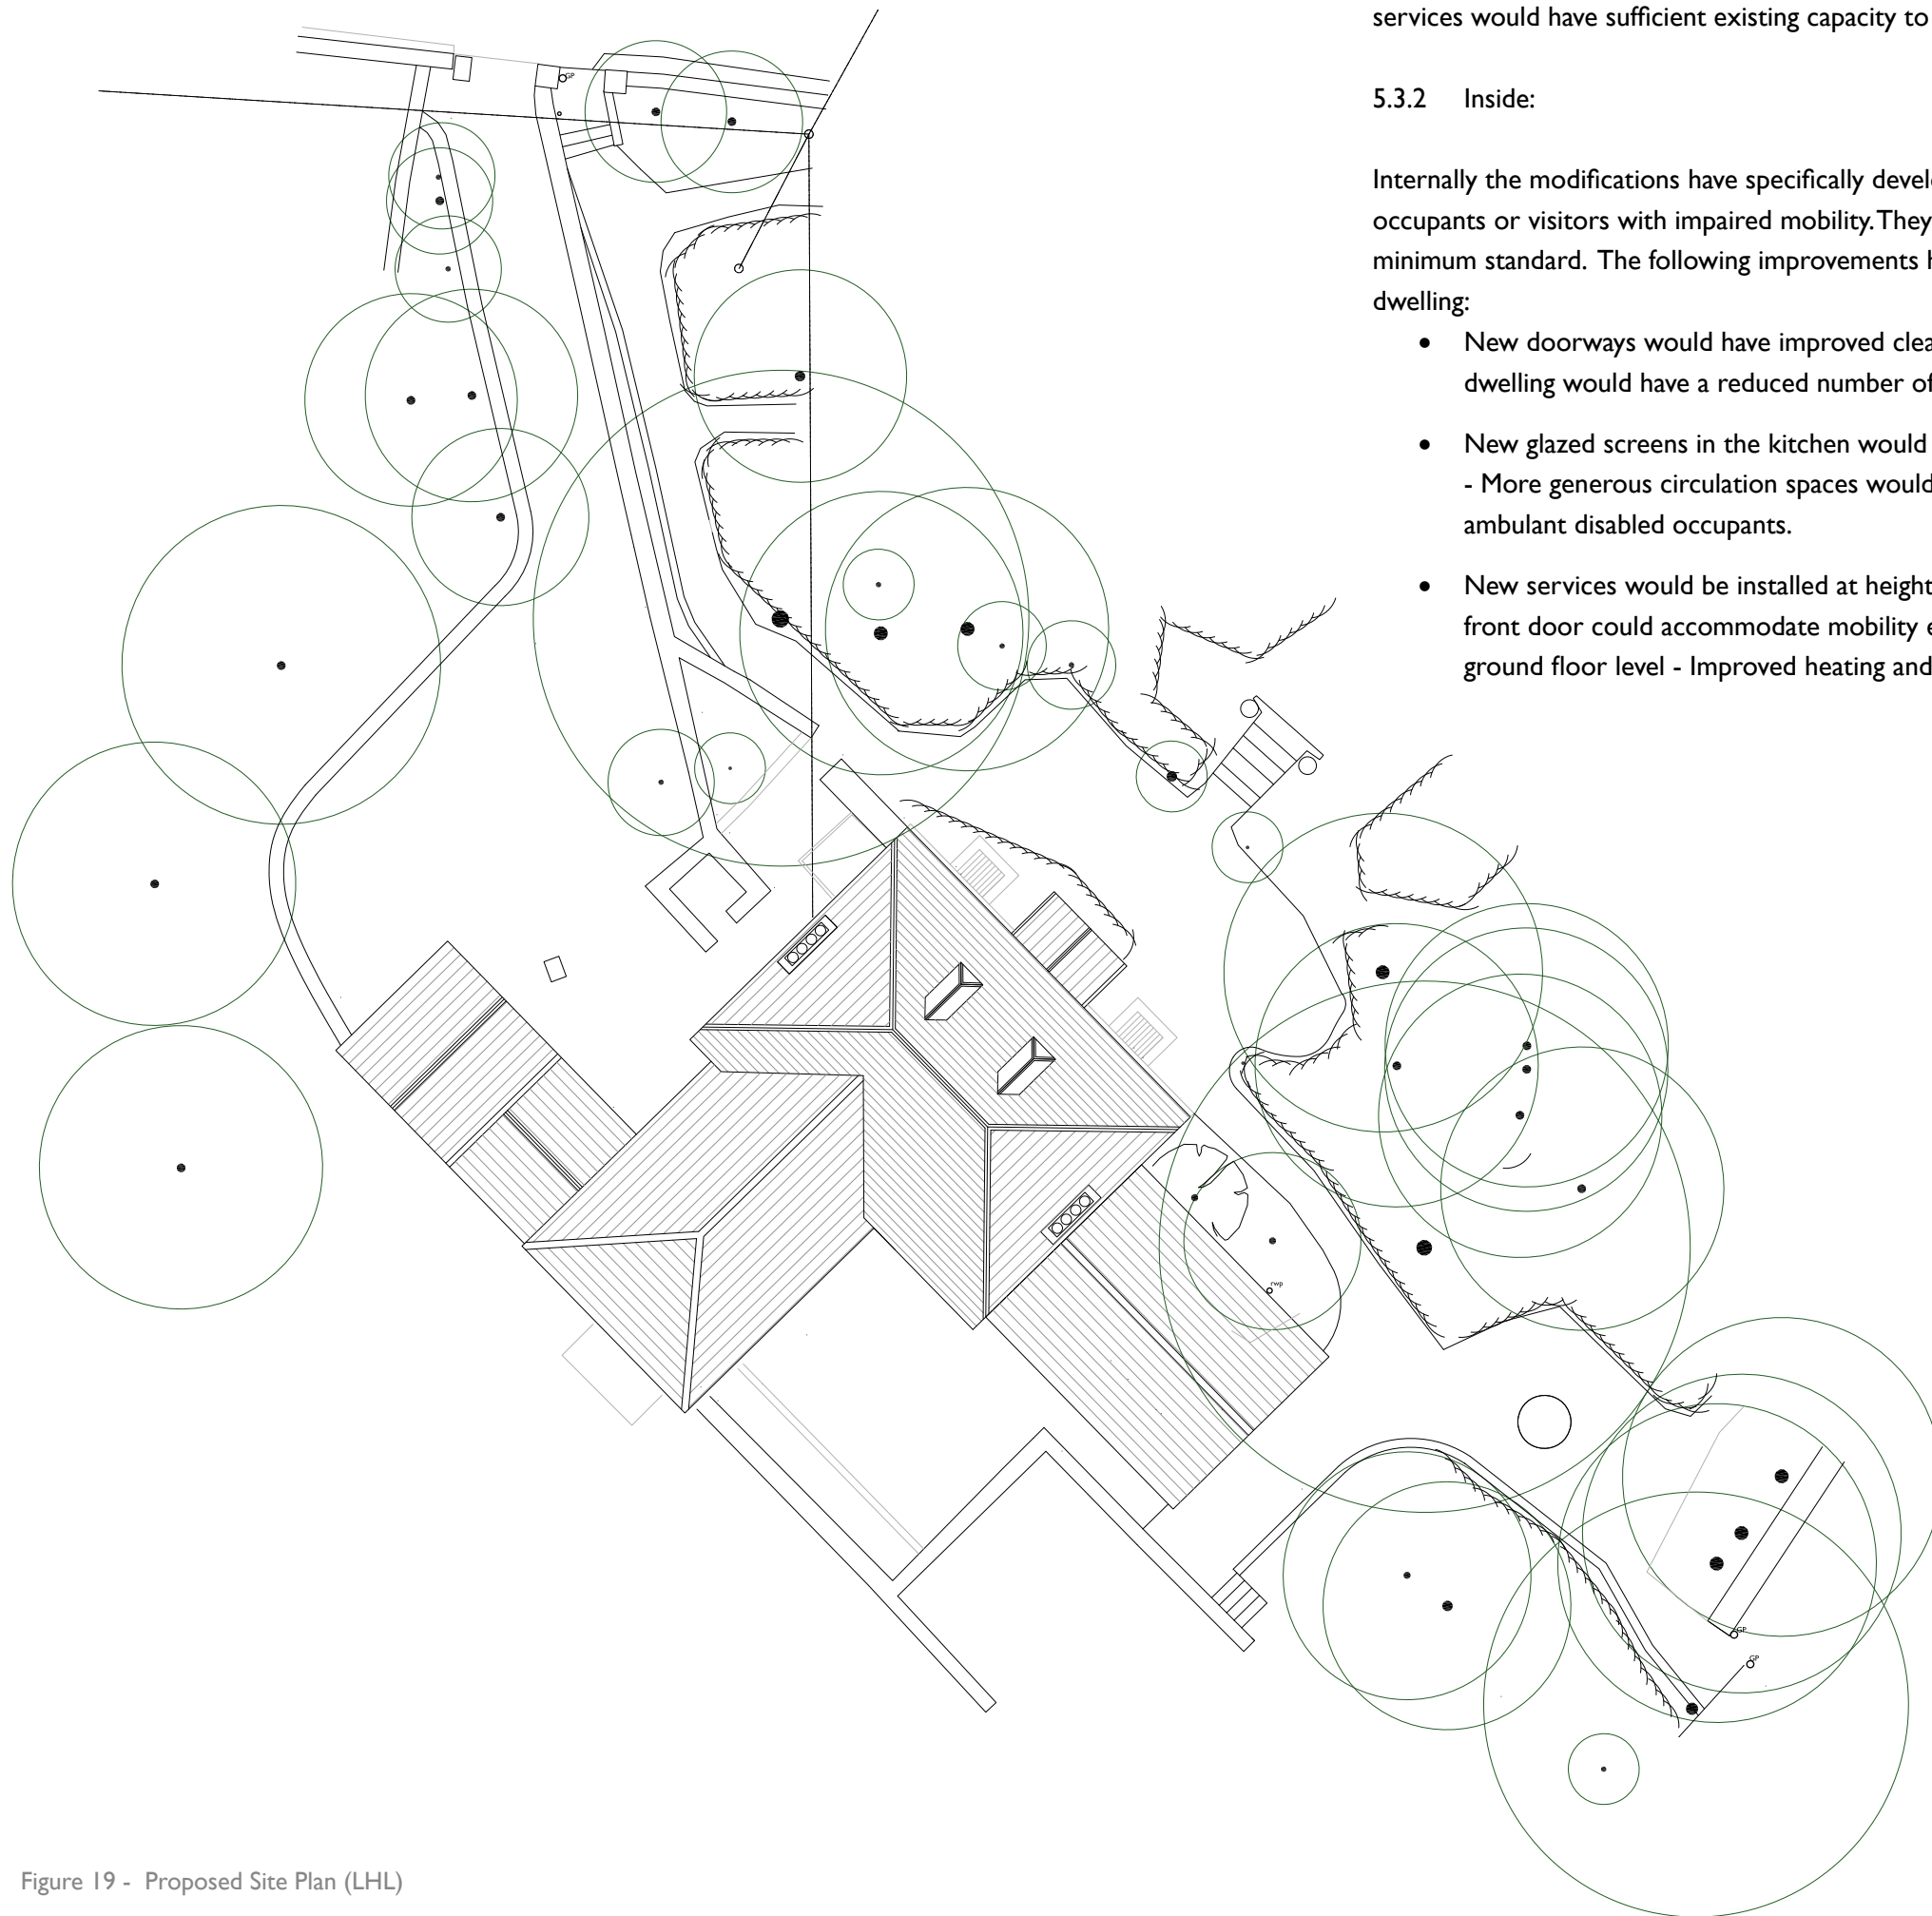 services would have sufficient existing capacity to
5.3.2 Inside:
Internally the modifications have specifically devel
occupants or visitors with impaired mobility. They
minimum standard. The following improvements h
dwelling:
• New doorways would have improved clea
dwelling would have a reduced number of
• New glazed screens in the kitchen would
- More generous circulation spaces would
ambulant disabled occupants.
• New services would be installed at height
front door could accommodate mobility e
ground floor level - Improved heating and
GP
rwp
GP
GP
Figure 19 - Proposed Site Plan (LHL)